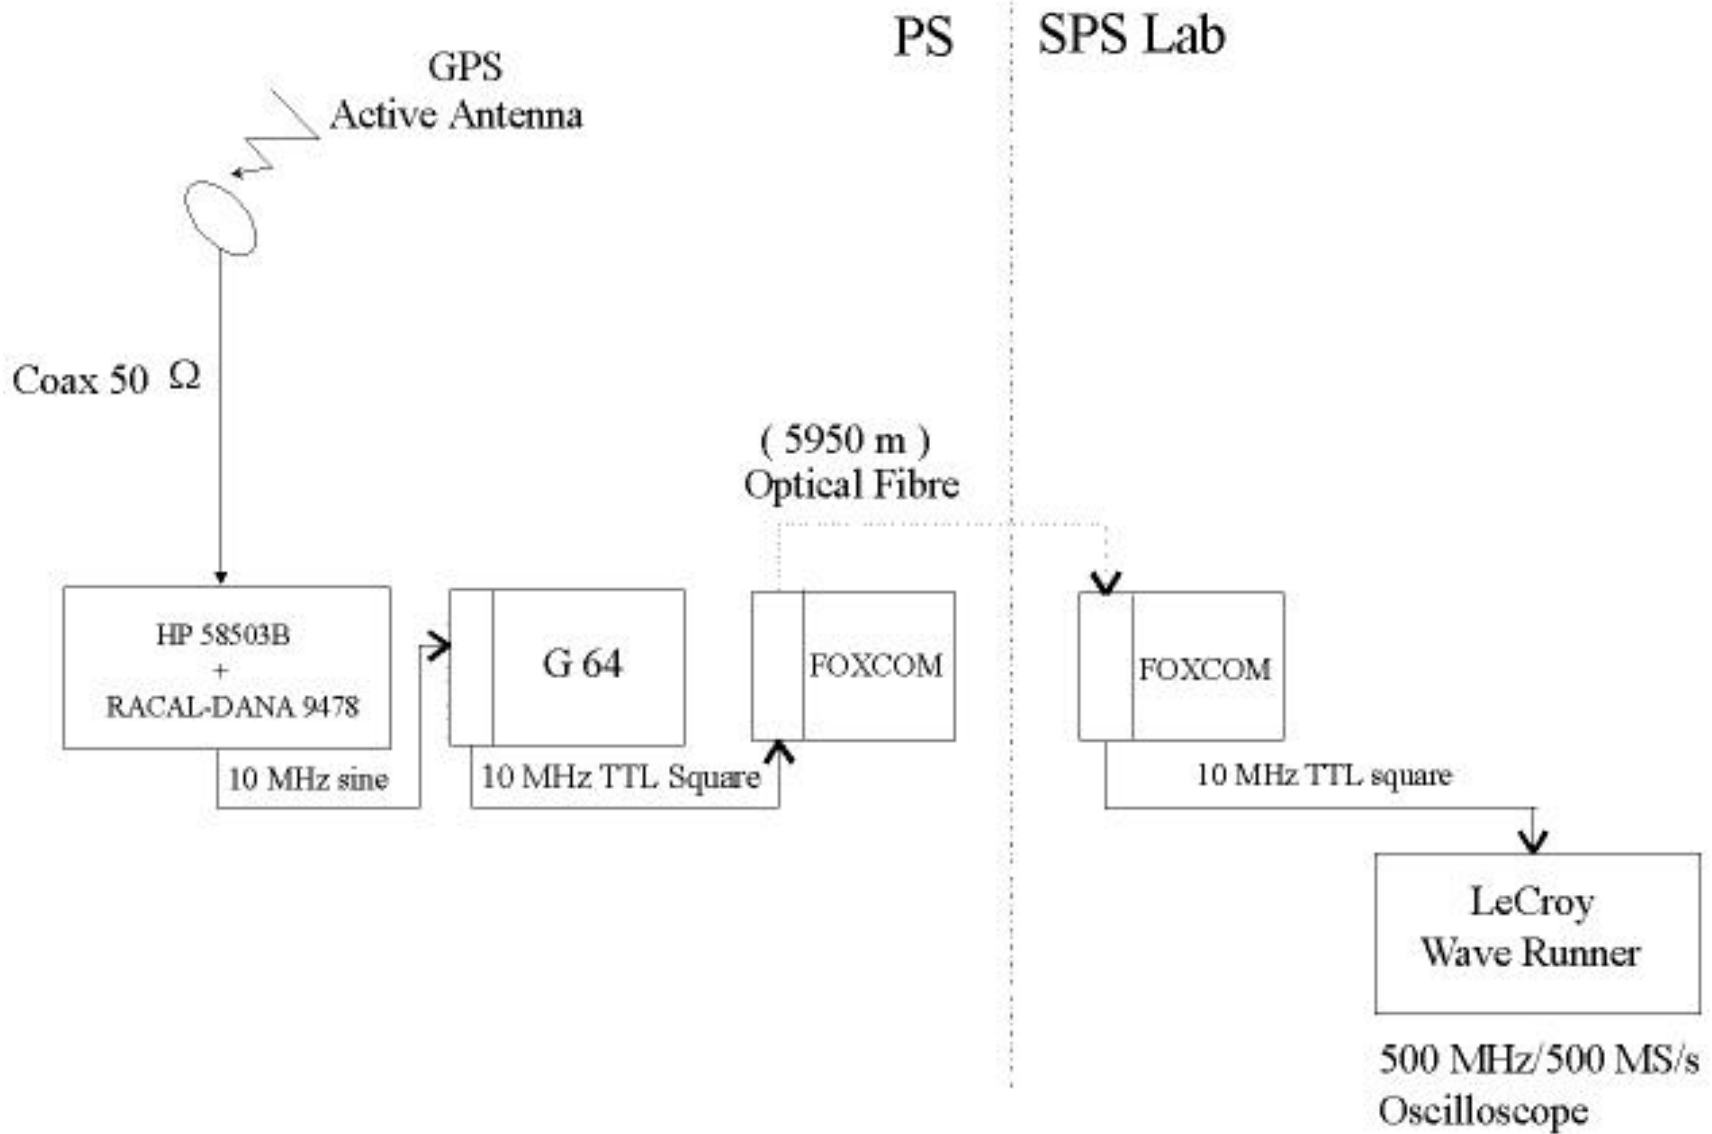 PS
SPS Lab
GPS
Active Antenna
Coax 50 Ω
( 5950 m )
Optical Fibre
HP 58503B
+
RACAL-DANA 9478
G 64
FOXCOM
FOXCOM
10 MHz sine
10 MHz TTL Square
10 MHz TTL square
LeCroy
Wave Runner
500 MHz/500 MS/s
Oscilloscope